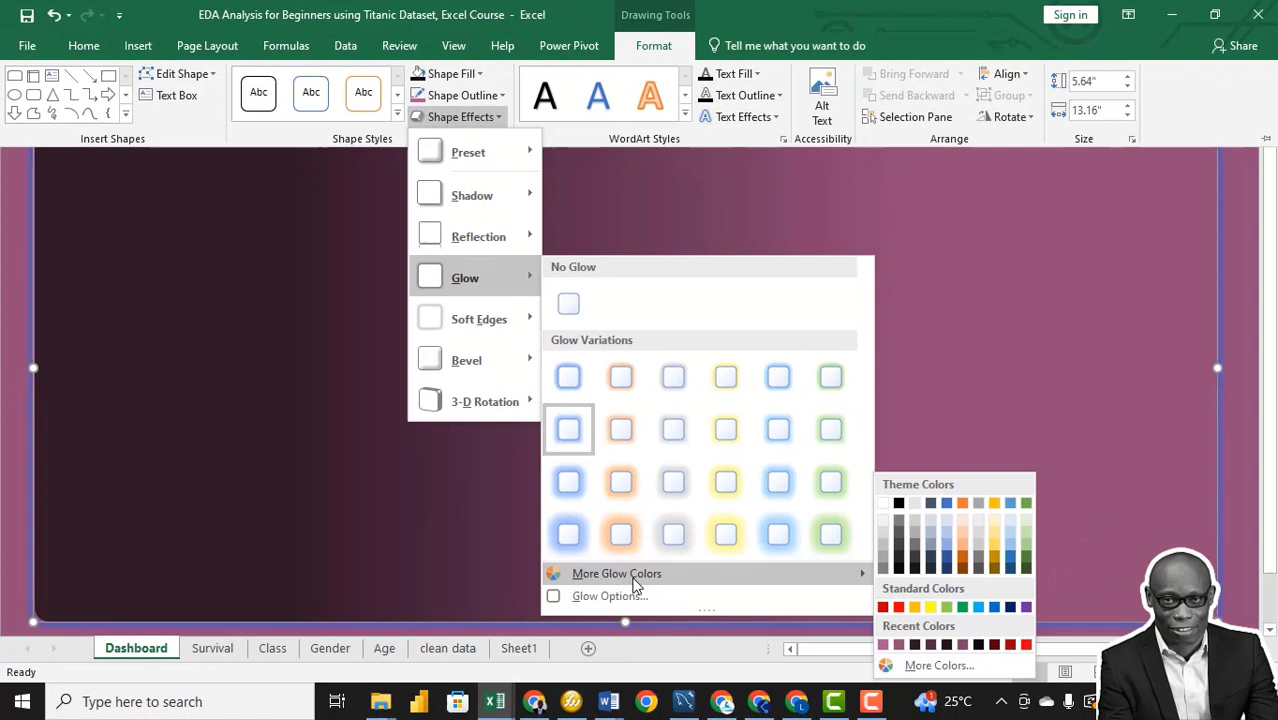 EDA Analysis for Beginners using Titanic Dataset, Excel Course  -  Excel
Drawing Tools
Sign in
File
Home
Insert
Page Layout
Formulas
Data
Review
View
Help
Power Pivot
Format
Tell me what you want to do
Share
Edit Shape
Text Box
Insert Shapes
Abc
Abc
Abc
Shape Styles
Shape Fill
Shape Outline
Shape Effects
A
A
A
WordArt Styles
Text Fill
Text Outline
Text Effects
Alt
Text
Accessibility
Bring Forward
Send Backward
Selection Pane
Align
Group
Rotate
Arrange
5.64"
13.16"
Size
Preset
Shadow
Reflection
Glow
Soft Edges
Bevel
3-D Rotation
No Glow
Glow Variations
More Glow Colors
Glow Options...
Theme Colors
Standard Colors
Recent Colors
More Colors...
Dashboard
Survival
Class
Gender
Age
clean data
Sheet1
Ready
Type here to search
1
25°C